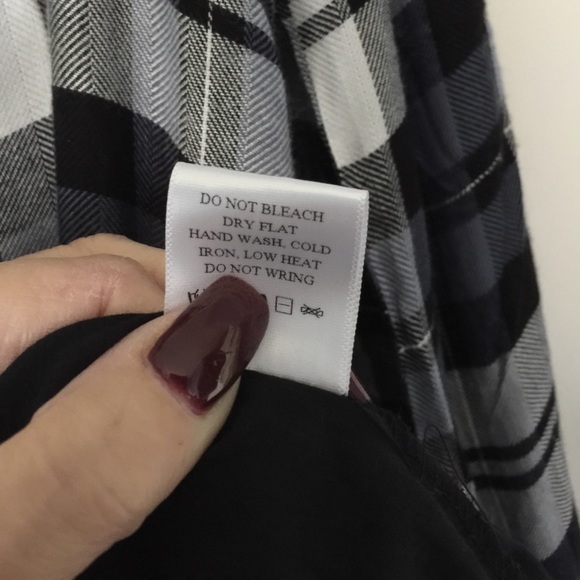 DO NOT BLEACH
DRY FLAT
HAND WASH, COLD
IRON, LOW HEAT
DO NOT WRING